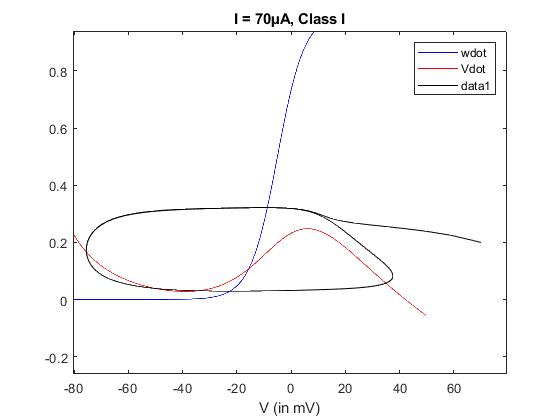 I = 70µA, Class I
wdot
Vdot
data1
0.8
0.6
0.4
0.2
0
-0.2
-80 -60 -40 -20 0 20 40 60
V (in mV)